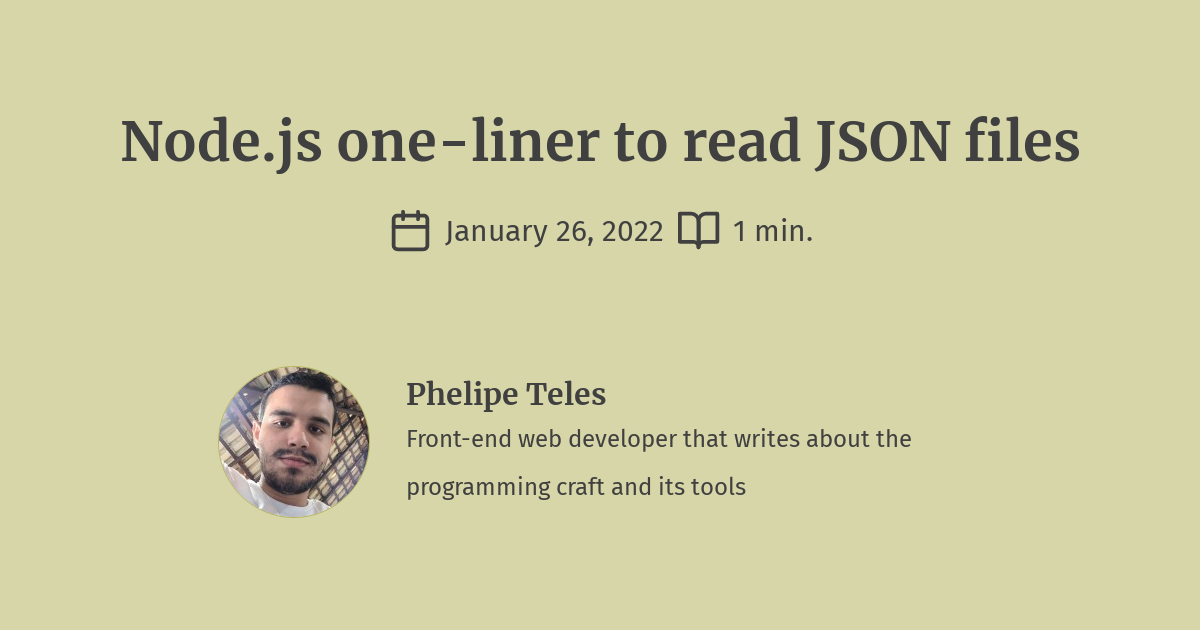 Node.js one-liner to read JSON files
January 26, 2022 1 min.
Phelipe Teles
Front-end web developer that writes about the
programming craft and its tools